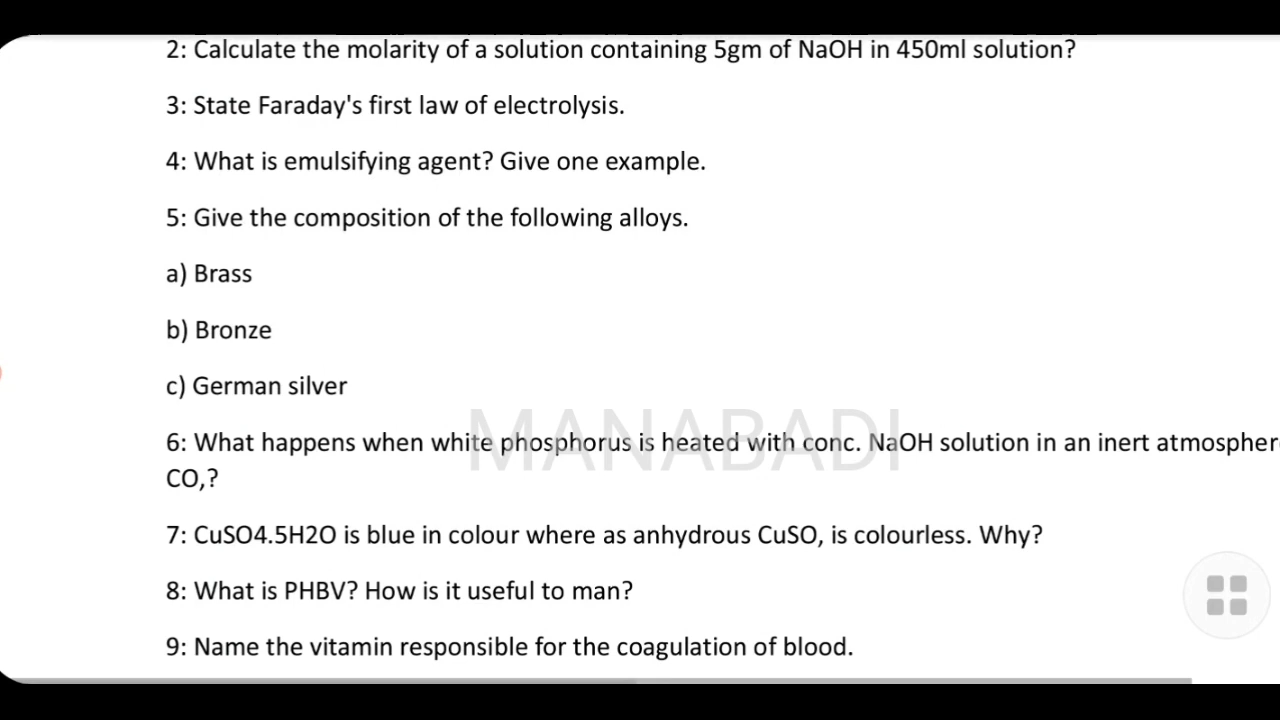 2: Calculate the molarity of a solution containing 5gm of NaOH in 450ml solution?
3: State Faraday's first law of electrolysis.
4: What is emulsifying agent? Give one example.
5: Give the composition of the following alloys.
a) Brass
b) Bronze
c) German silver
MANABADI
6: What happens when white phosphorus is heated with conc. NaOH solution in an inert atmospher
CO,?
7: CuSO4.5H2O is blue in colour where as anhydrous CuSO, is colourless. Why?
8: What is PHBV? How is it useful to man?
9: Name the vitamin responsible for the coagulation of blood.